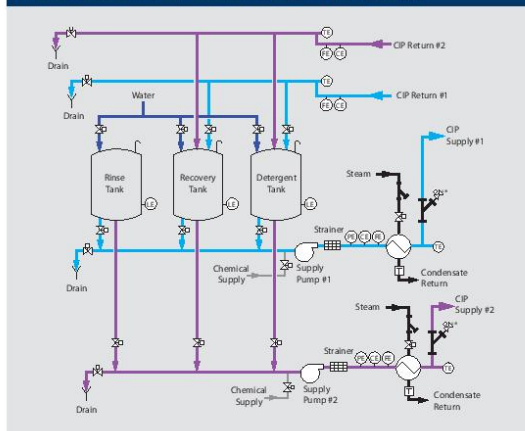 TE
CIP Return #2
FE CE
Drain
TE
CIP Return #1
FE CE
Water
Drain
CIP
Supply #1
Rinse
Tank
Recovery
Tank
Detergent
Tank
Steam
LE
LE
LE
Strainer
PE CE FE
TE
Chemical
Supply
Supply
Pump #1
T
Condensate
Return
Drain
Steam
CIP
Supply #2
Strainer
PE CE FE
TE
Chemical
Supply
Supply
Pump #2
T
Condensate
Return
Drain